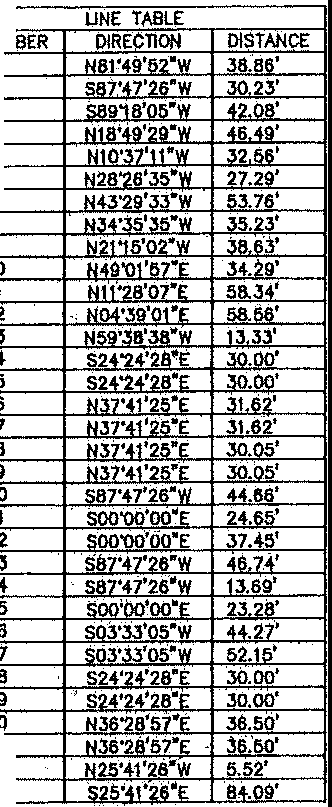 LINE TABLE
BER DIRECTION DISTANCE
N81°49'52"W 38.86'
S87°47'26"W 30.23'
S89°18'05"W 42.08'
N18°49'29"W 46.49'
N10°37'11"W 32.56'
N28°26'35"W 27.29'
N43°29'33"W 53.76'
N34°35'35"W 35.23'
N21°15'02"W 38.63'
0 N49°01'57"E 34.29'
N11°28'07"E 58.34'
2 N04°39'01"E 58.66'
3 N59°38'38"W 13.33'
4 S24°24'28"E 30.00'
5 S24°24'28"E 30.00'
6 N37°41'25"E 31.62'
7 N37°41'25"E 31.62'
8 N37°41'25"E 30.05'
9 N37°41'25"E 30.05'
0 S87°47'26"W 44.66'
S00°00'00"E 24.65'
2 S00°00'00"E 37.45'
3 S87°47'26"W 46.74'
4 S87°47'26"W 13.69'
5 S00°00'00"E 23.28'
6 S03°33'05"W 44.27'
7 S03°33'05"W 52.15'
8 S24°24'28"E 30.00'
9 S24°24'28"E 30.00'
0 N36°28'57"E 36.50'
N36°28'57"E 36.50'
N25°41'26"W 5.52'
S25°41'26"E 84.09'